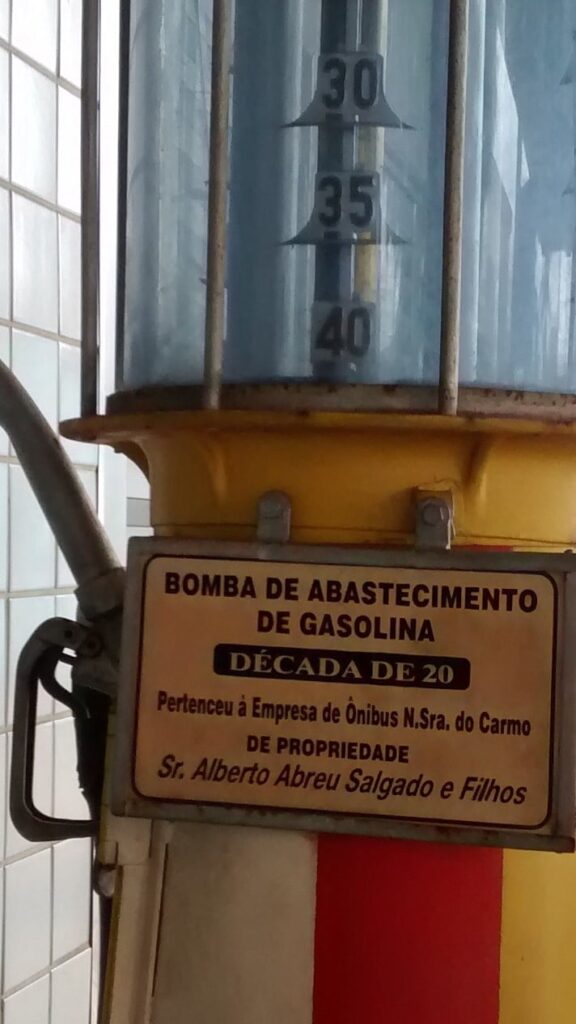 30
35
40
BOMBA DE ABASTECIMENTO
DE GASOLINA
DÉCADA DE 20
Pertenceu à Empresa de Ônibus N.Sra. do Carmo
DE PROPRIEDADE
Sr. Alberto Abreu Salgado e Filhos